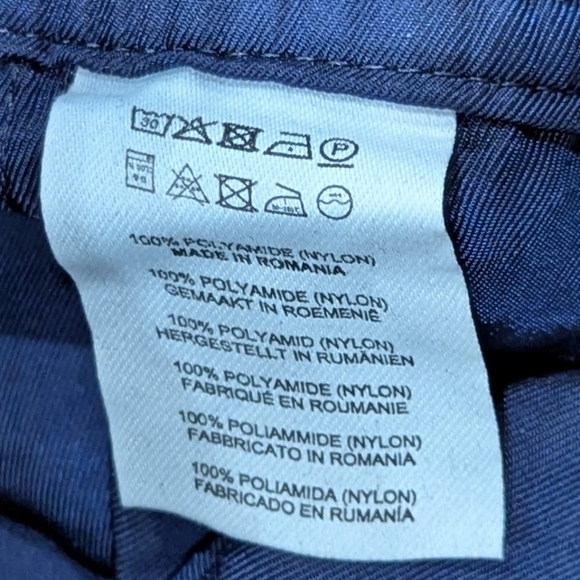 30 P
100% POLYAMIDE (NYLON)
MADE IN ROMANIA
100% POLYAMIDE (NYLON)
GEMAAKT IN ROEMENIË
100% POLYAMID (NYLON)
HERGESTELLT IN RUMÄNIEN
100% POLYAMIDE (NYLON)
FABRIQUÉ EN ROUMANIE
100% POLIAMMIDE (NYLON)
FABBRICATO IN ROMANIA
100% POLIAMIDA (NYLON)
FABRICADO EN RUMANÍA